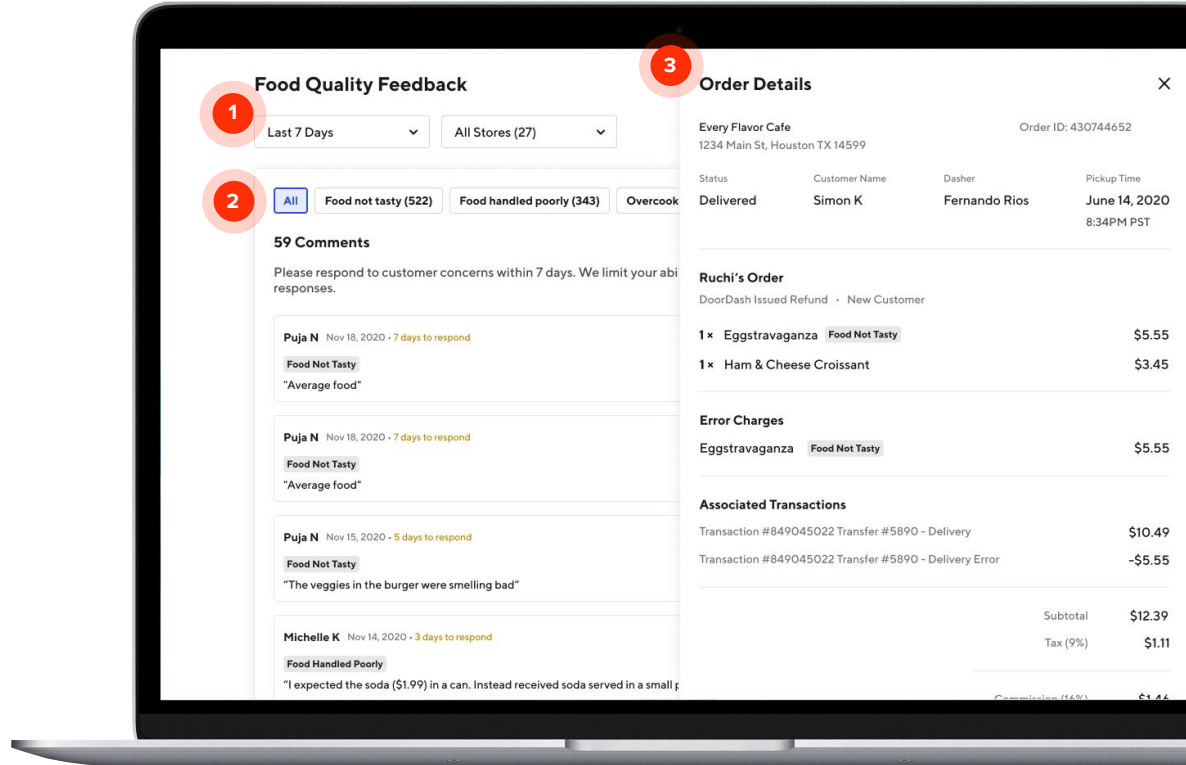 Food Quality Feedback
1
Last 7 Days
All Stores (27)
2
All
Food not tasty (522)
Food handled poorly (343)
Overcook
59 Comments
Please respond to customer concerns within 7 days. We limit your abi
responses.
Puja N Nov 18, 2020 • 7 days to respond
Food Not Tasty
"Average food"
Puja N Nov 18, 2020 • 7 days to respond
Food Not Tasty
"Average food"
Puja N Nov 15, 2020 • 5 days to respond
Food Not Tasty
“The veggies in the burger were smelling bad”
Michelle K Nov 14, 2020 • 3 days to respond
Food Handled Poorly
“I expected the soda ($1.99) in a can. Instead received soda served in a small p
3
Order Details
Every Flavor Cafe Order ID: 430744652
1234 Main St, Houston TX 14599
Status Customer Name Dasher Pickup Time
Delivered Simon K Fernando Rios June 14, 2020
8:34PM PST
Ruchi’s Order
DoorDash Issued Refund • New Customer
1 × Eggstravaganza Food Not Tasty $5.55
1 × Ham & Cheese Croissant $3.45
Error Charges
Eggstravaganza Food Not Tasty $5.55
Associated Transactions
Transaction #849045022 Transfer #5890 - Delivery $10.49
Transaction #849045022 Transfer #5890 - Delivery Error -$5.55
Subtotal $12.39
Tax (9%) $1.11
Commission (16%) $1.46